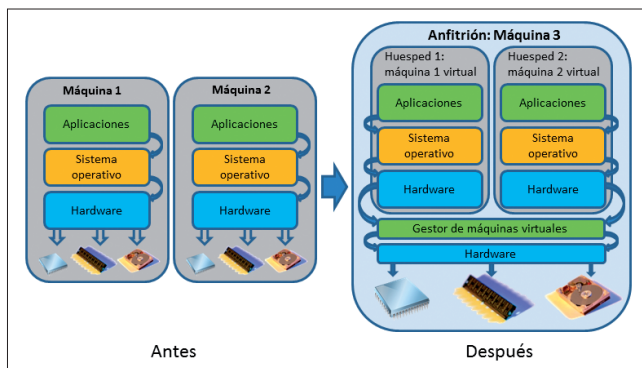 Máquina 1
Aplicaciones
Sistema
operativo
Hardware
Máquina 2
Aplicaciones
Sistema
operativo
Hardware
Antes
Anfitrión: Máquina 3
Huesped 1:
máquina 1 virtual
Aplicaciones
Sistema
operativo
Hardware
Huesped 2:
máquina 2 virtual
Aplicaciones
Sistema
operativo
Hardware
Gestor de máquinas virtuales
Hardware
Después